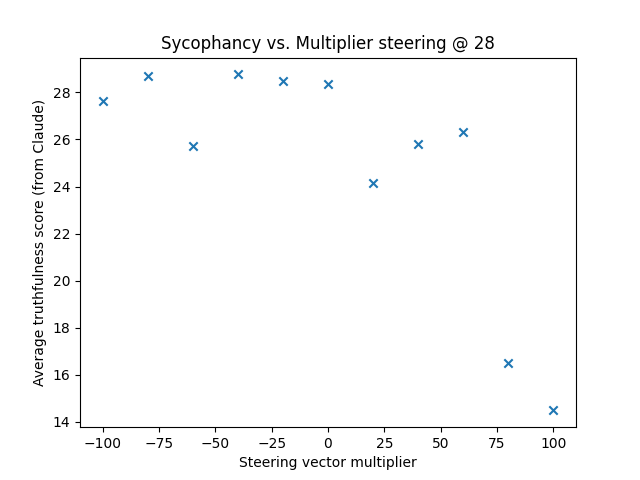 Sycophancy vs. Multiplier steering @ 28
Average truthfulness score (from Claude)
28
26
24
22
20
18
16
14
−100 −75 −50 −25 0 25 50 75 100
Steering vector multiplier